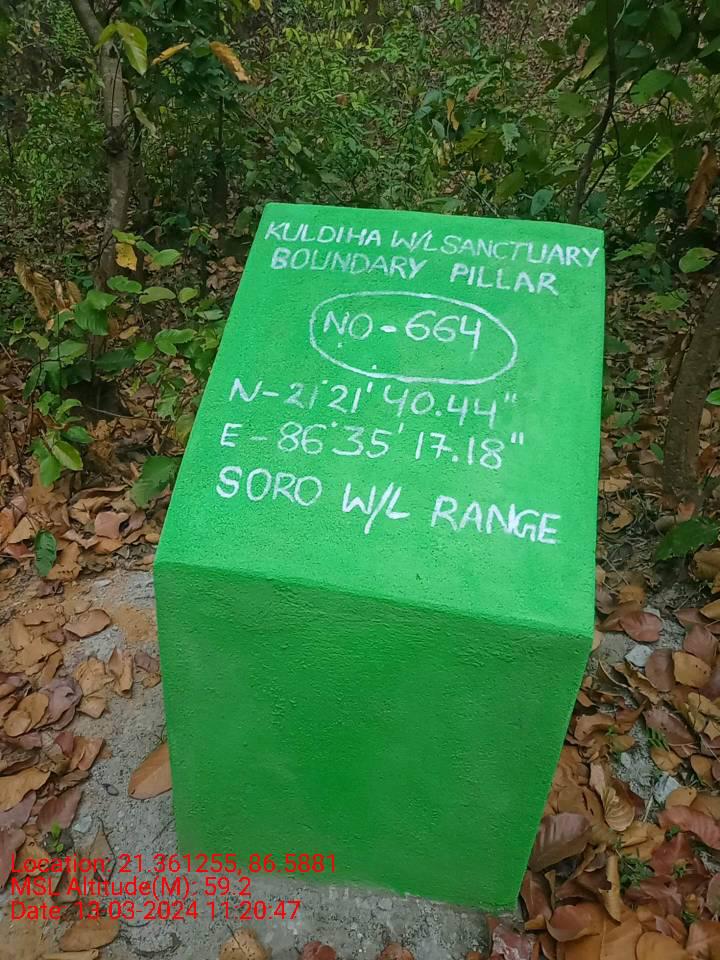 KULDIHA W/L SANCTUARY
BOUNDARY PILLAR
NO-664
N-21°21'40.44"
E-86°35'17.18"
SORO W/L RANGE
Location: 21.361255, 86.5881
MSL Altitude(M): 59.2
Date: 13-03-2024 11:20:47